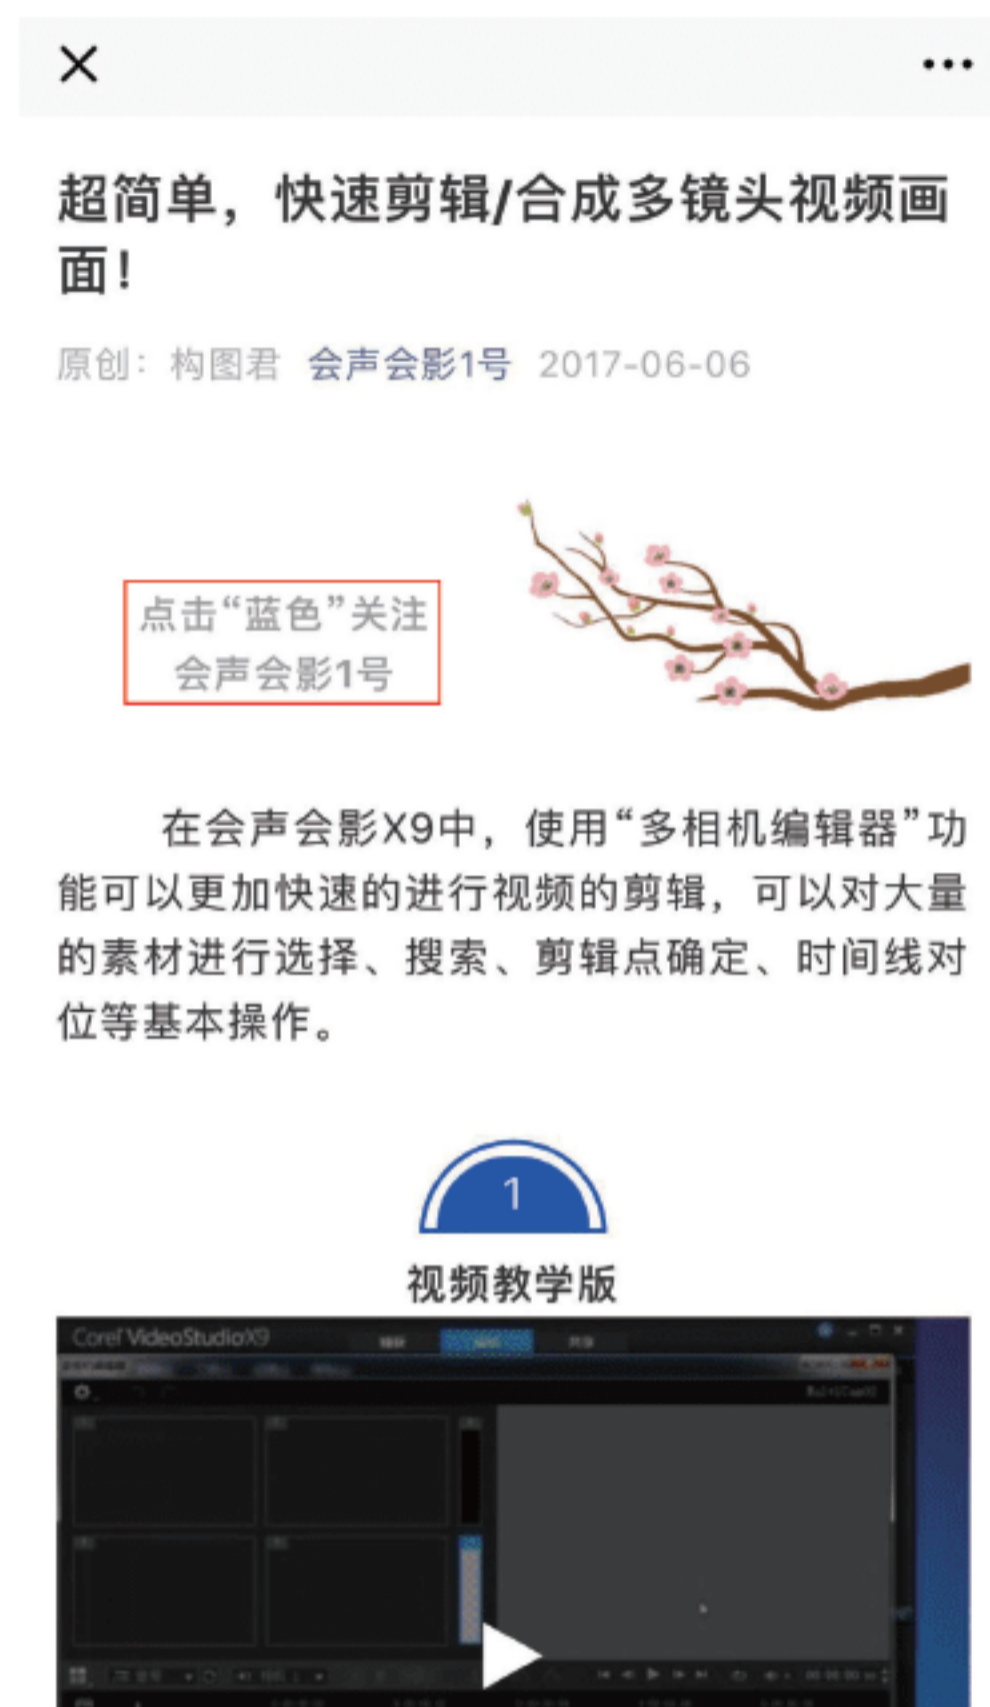 超简单，快速剪辑/合成多镜头视频画
面！
原创：构图君 会声会影1号 2017-06-06
点击“蓝色”关注
会声会影1号
在会声会影X9中，使用“多相机编辑器”功
能可以更加快速的进行视频的剪辑，可以对大量
的素材进行选择、搜索、剪辑点确定、时间线对
位等基本操作。
1
视频教学版
Corel VideoStudio X9